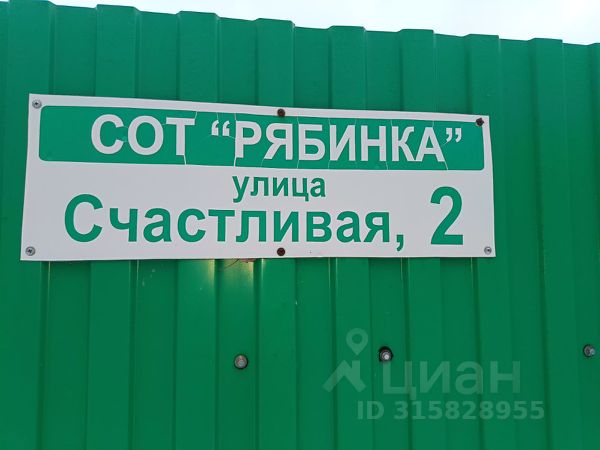 СОТ "РЯБИНКА"
улица
Счастливая, 2
циан
ID 315828955